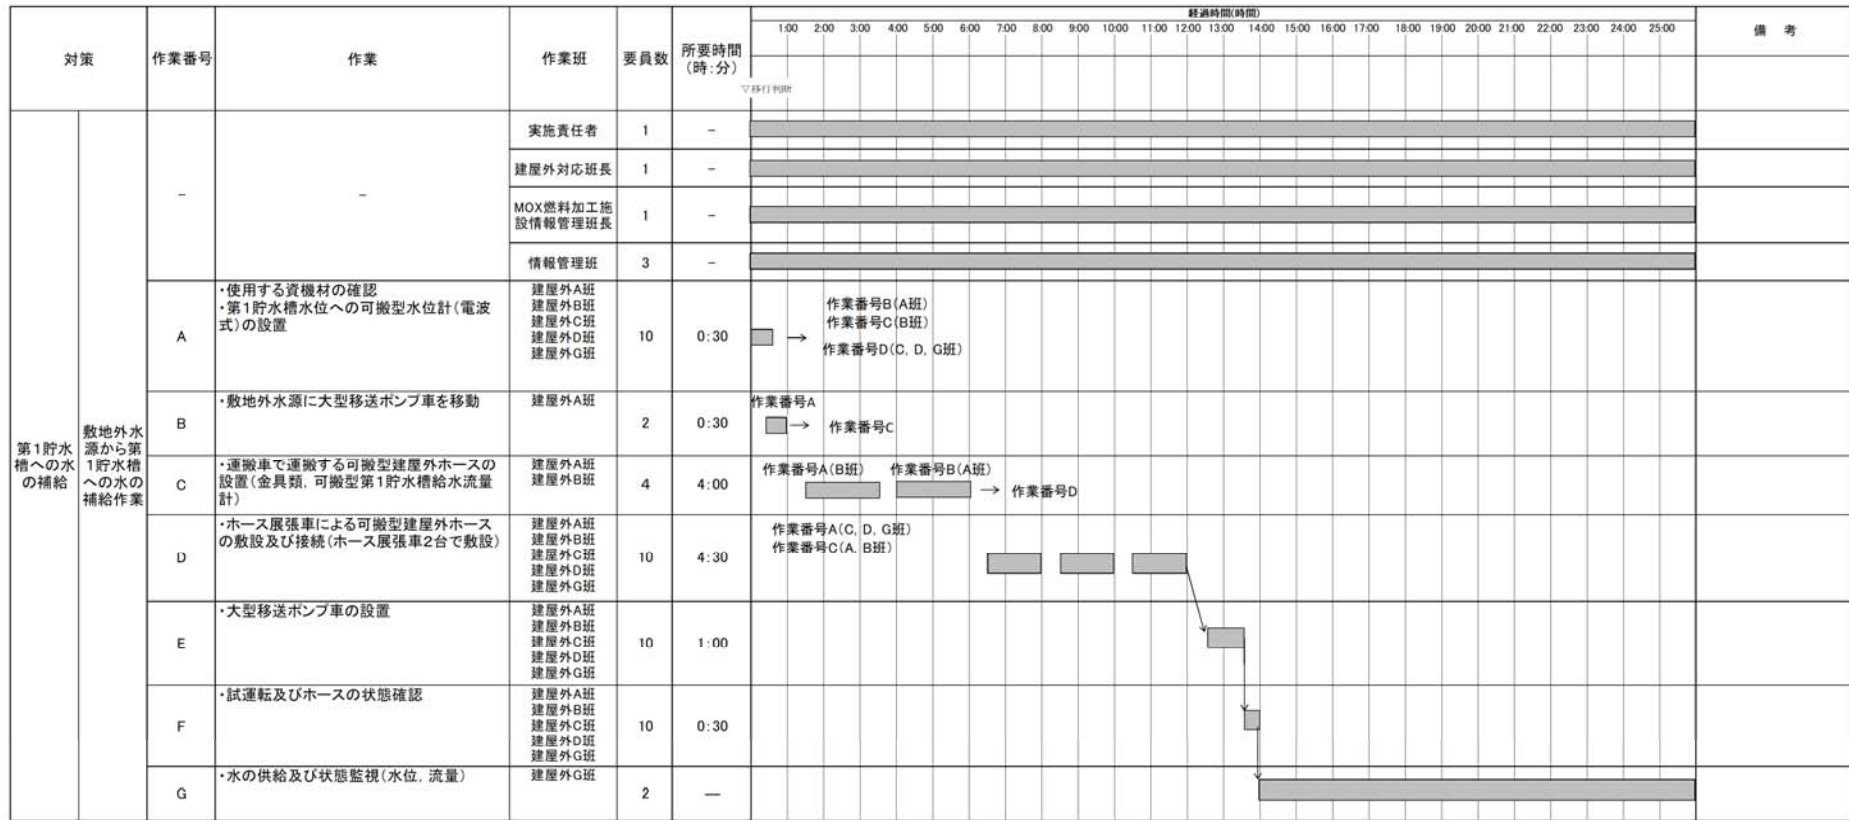 経過時間(時間)
対策
作業番号
作業
作業班
要員数
所要時間
(時:分)
1:00 2:00 3:00 4:00 5:00 6:00 7:00 8:00 9:00 10:00 11:00 12:00 13:00 14:00 15:00 16:00 17:00 18:00 19:00 20:00 21:00 22:00 23:00 24:00 25:00
備 考
▽移行判断
第1貯水
槽への水
の補給
敷地外水
源から第
1貯水槽
への水の
補給作業
－
－
実施責任者 1 －
建屋外対応班長 1 －
MOX燃料加工施
設情報管理班長
1 －
情報管理班 3 －
A
・使用する資機材の確認
・第1貯水槽水位への可搬型水位計(電波
式)の設置
建屋外A班
建屋外B班
建屋外C班
建屋外D班
建屋外G班
10 0:30
作業番号B(A班)
作業番号C(B班)
作業番号D(C, D, G班)
B
・敷地外水源に大型移送ポンプ車を移動
建屋外A班
2 0:30
作業番号A
作業番号C
C
・運搬車で運搬する可搬型建屋外ホースの
設置(金具類, 可搬型第1貯水槽給水流量
計)
建屋外A班
建屋外B班
4 4:00
作業番号A(B班) 作業番号B(A班)
作業番号D
D
・ホース展張車による可搬型建屋外ホース
の敷設及び接続(ホース展張車2台で敷設)
建屋外A班
建屋外B班
建屋外C班
建屋外D班
建屋外G班
10 4:30
作業番号A(C, D, G班)
作業番号C(A, B班)
E
・大型移送ポンプ車の設置
建屋外A班
建屋外B班
建屋外C班
建屋外D班
建屋外G班
10 1:00
F
・試運転及びホースの状態確認
建屋外A班
建屋外B班
建屋外C班
建屋外D班
建屋外G班
10 0:30
G
・水の供給及び状態監視(水位, 流量)
建屋外G班
2 ―